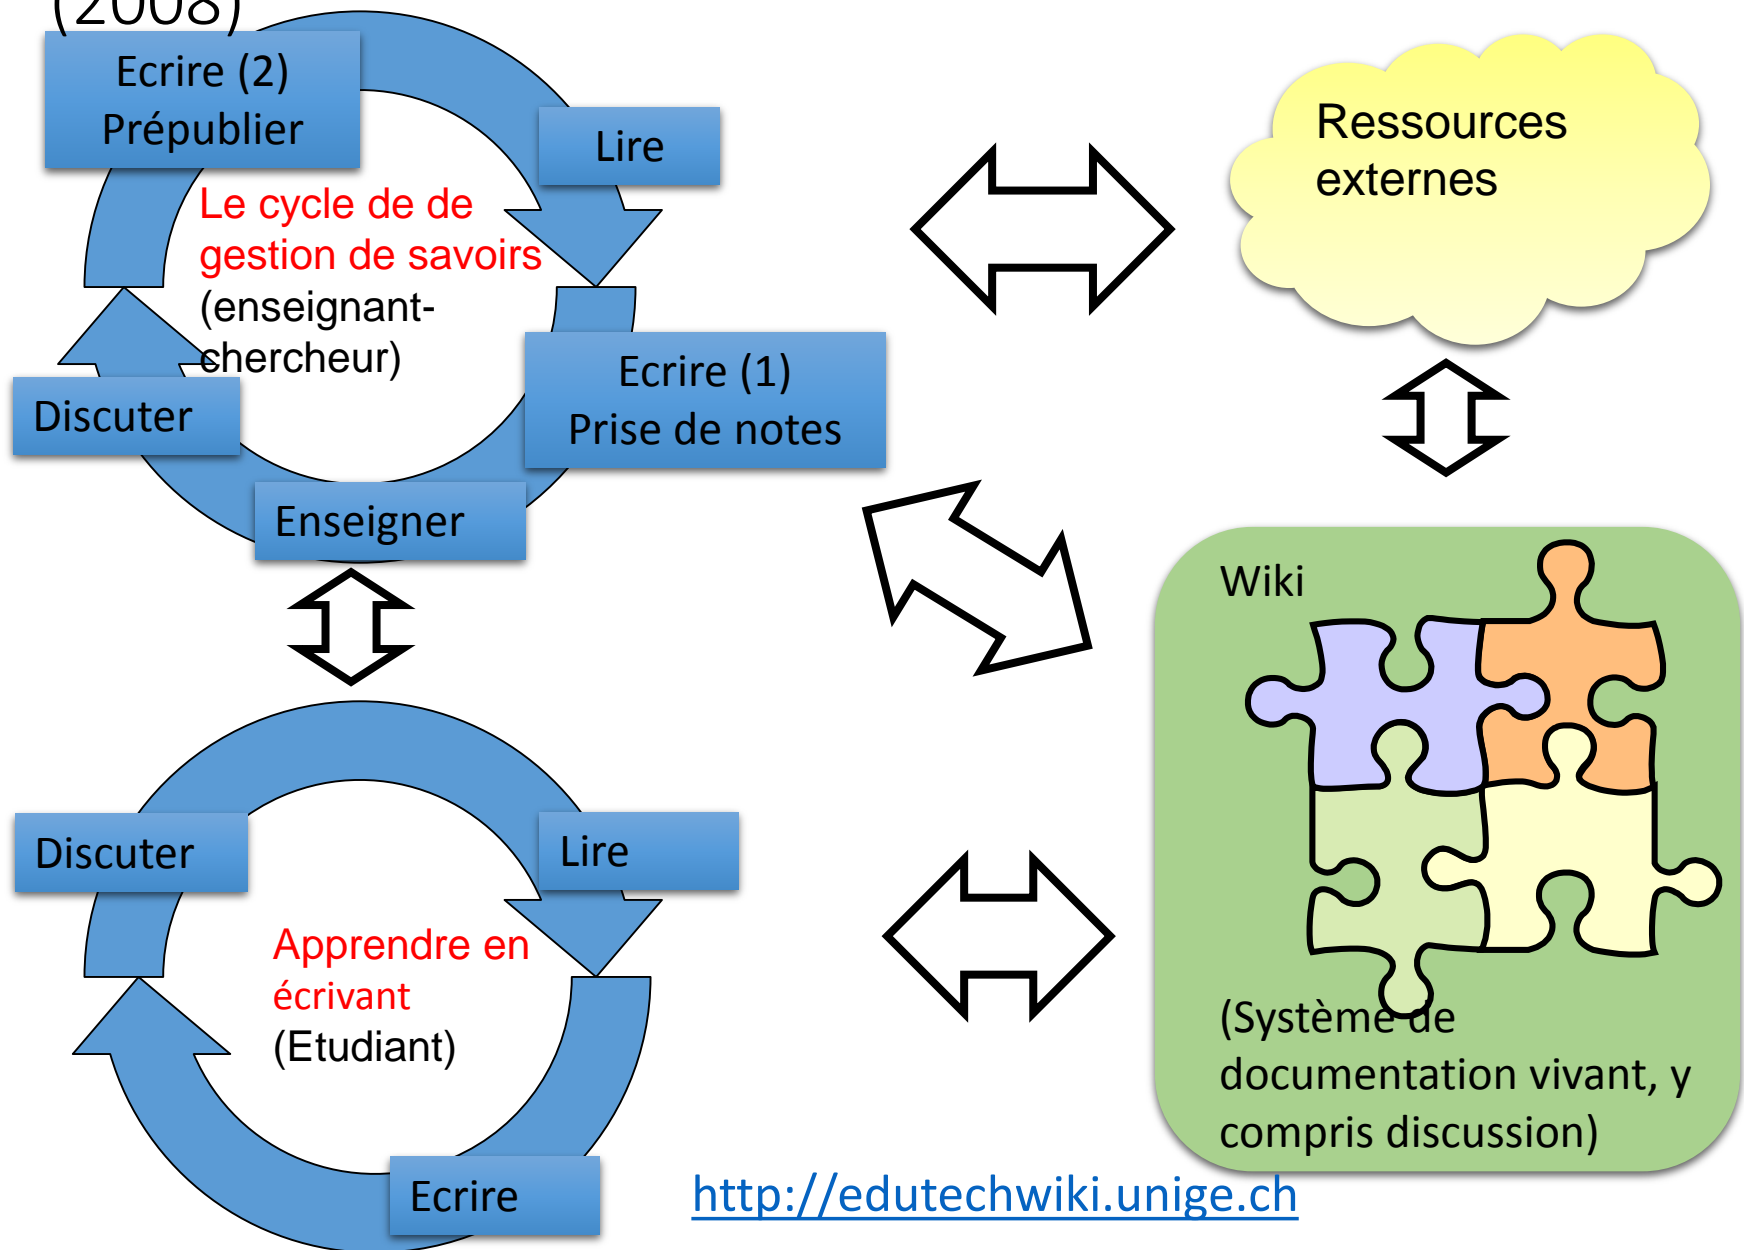 (2008)
Ecrire (2)
Prépublier
Lire
Le cycle de de
gestion de savoirs
(enseignant-
chercheur)
Ecrire (1)
Prise de notes
Discuter
Enseigner
Ressources
externes
Wiki
(Système de
documentation vivant, y
compris discussion)
Discuter
Lire
Apprendre en
écrivant
(Etudiant)
Ecrire
http://edutechwiki.unige.ch